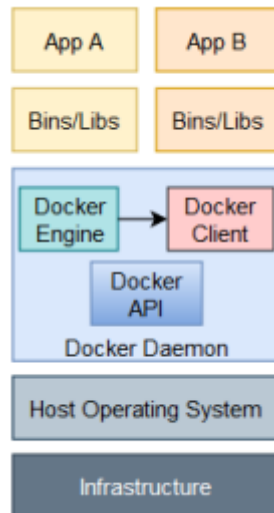 App A
App B
Bins/Libs
Bins/Libs
Docker
Engine
Docker
Client
Docker
API
Docker Daemon
Host Operating System
Infrastructure